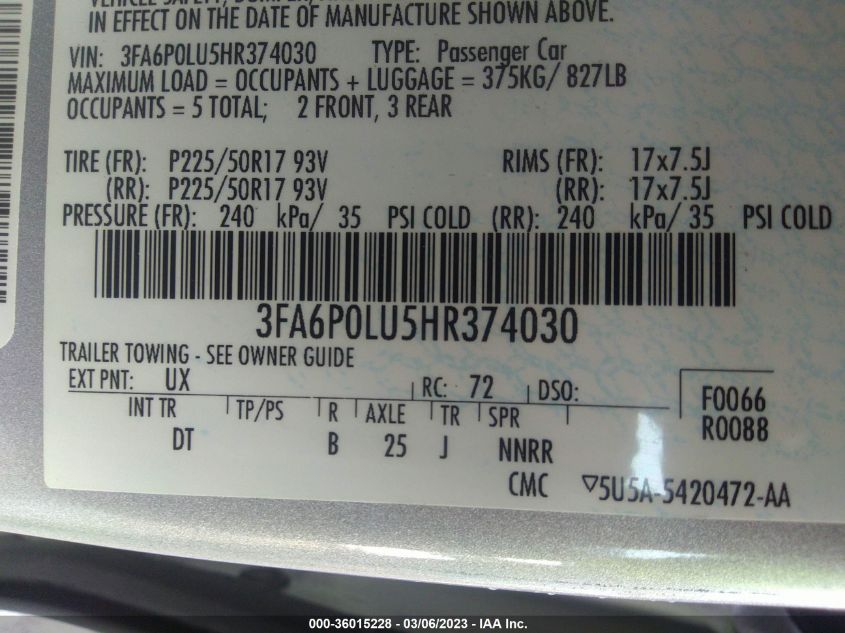 IN EFFECT ON THE DATE OF MANUFACTURE SHOWN ABOVE.
VIN: 3FA6P0LU5HR374030 TYPE: Passenger Car
MAXIMUM LOAD = OCCUPANTS + LUGGAGE = 375KG/ 827LB
OCCUPANTS = 5 TOTAL; 2 FRONT, 3 REAR
TIRE (FR): P225/50R17 93V RIMS (FR): 17x7.5J
(RR): P225/50R17 93V (RR): 17x7.5J
PRESSURE (FR): 240 kPa/ 35 PSI COLD (RR): 240 kPa/ 35 PSI COLD
3FA6P0LU5HR374030
TRAILER TOWING - SEE OWNER GUIDE
EXT PNT: UX RC: 72 DSO:
INT TR TP/PS R AXLE TR SPR F0066
DT B 25 J NNRR R0088
CMC ▽5U5A-5420472-AA
000-36015228 - 03/06/2023 - IAA Inc.